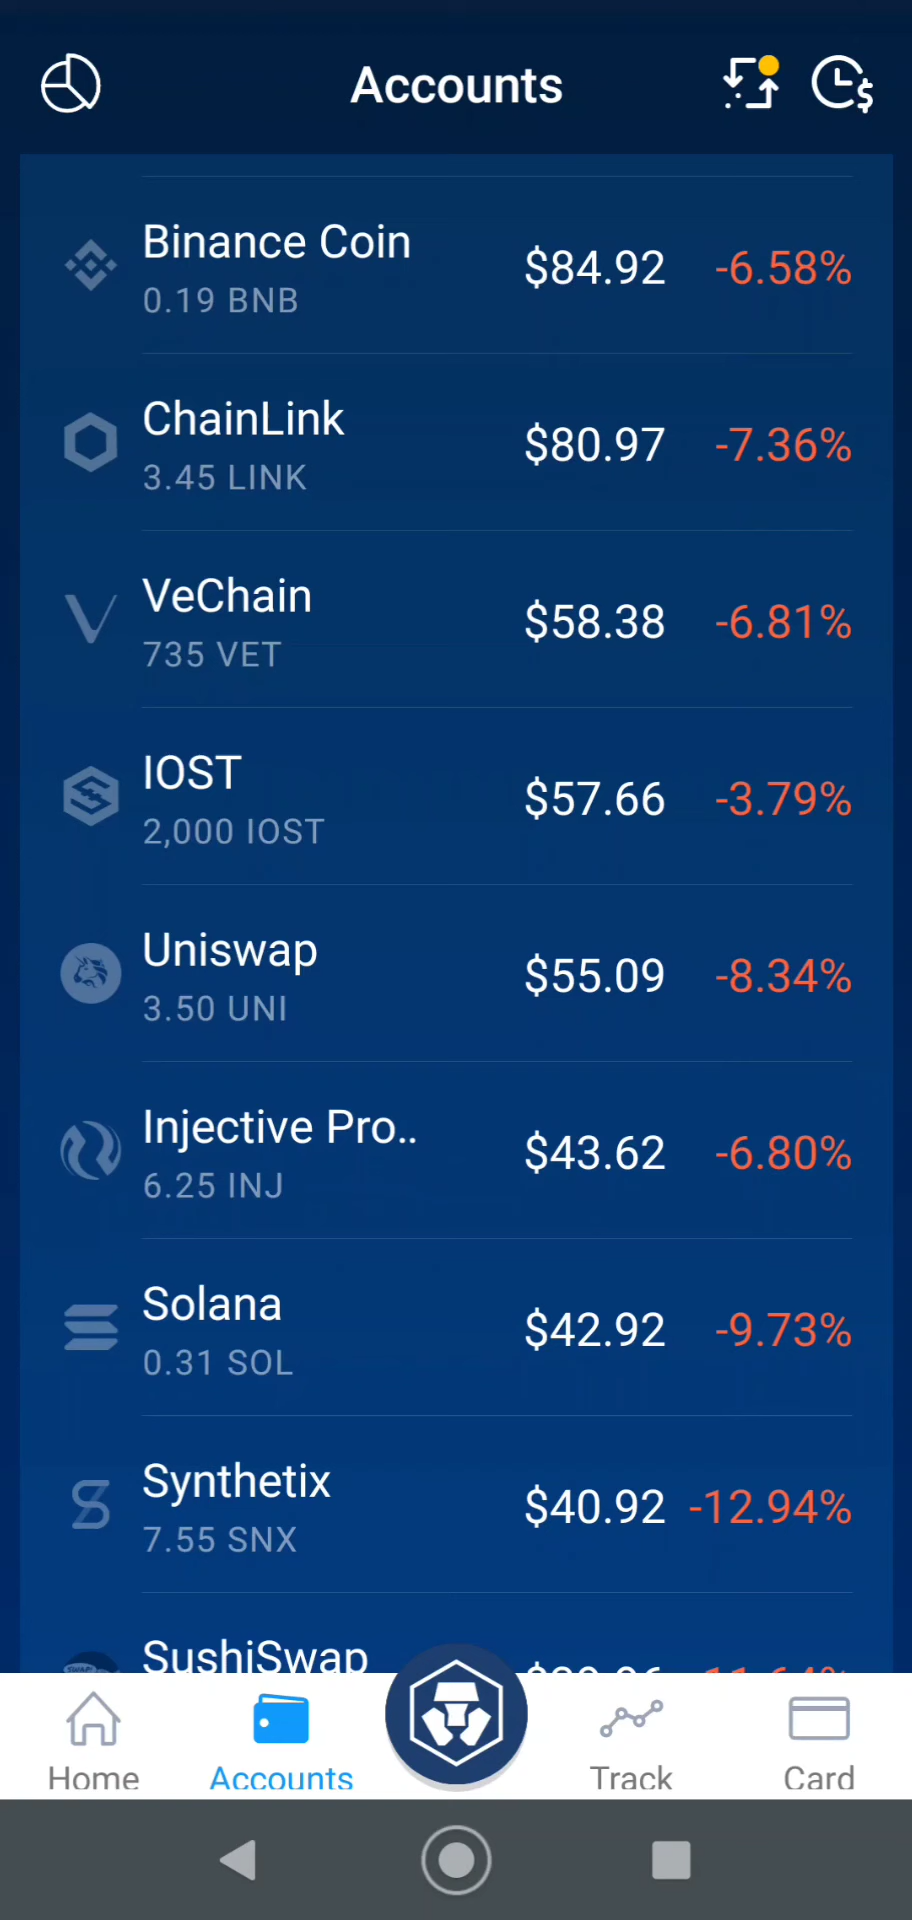 Accounts
Binance Coin
0.19 BNB
$84.92 -6.58%
ChainLink
3.45 LINK
$80.97 -7.36%
VeChain
735 VET
$58.38 -6.81%
IOST
2,000 IOST
$57.66 -3.79%
Uniswap
3.50 UNI
$55.09 -8.34%
Injective Pro..
6.25 INJ
$43.62 -6.80%
Solana
0.31 SOL
$42.92 -9.73%
Synthetix
7.55 SNX
$40.92 -12.94%
SushiSwap
Home
Accounts
Track
Card